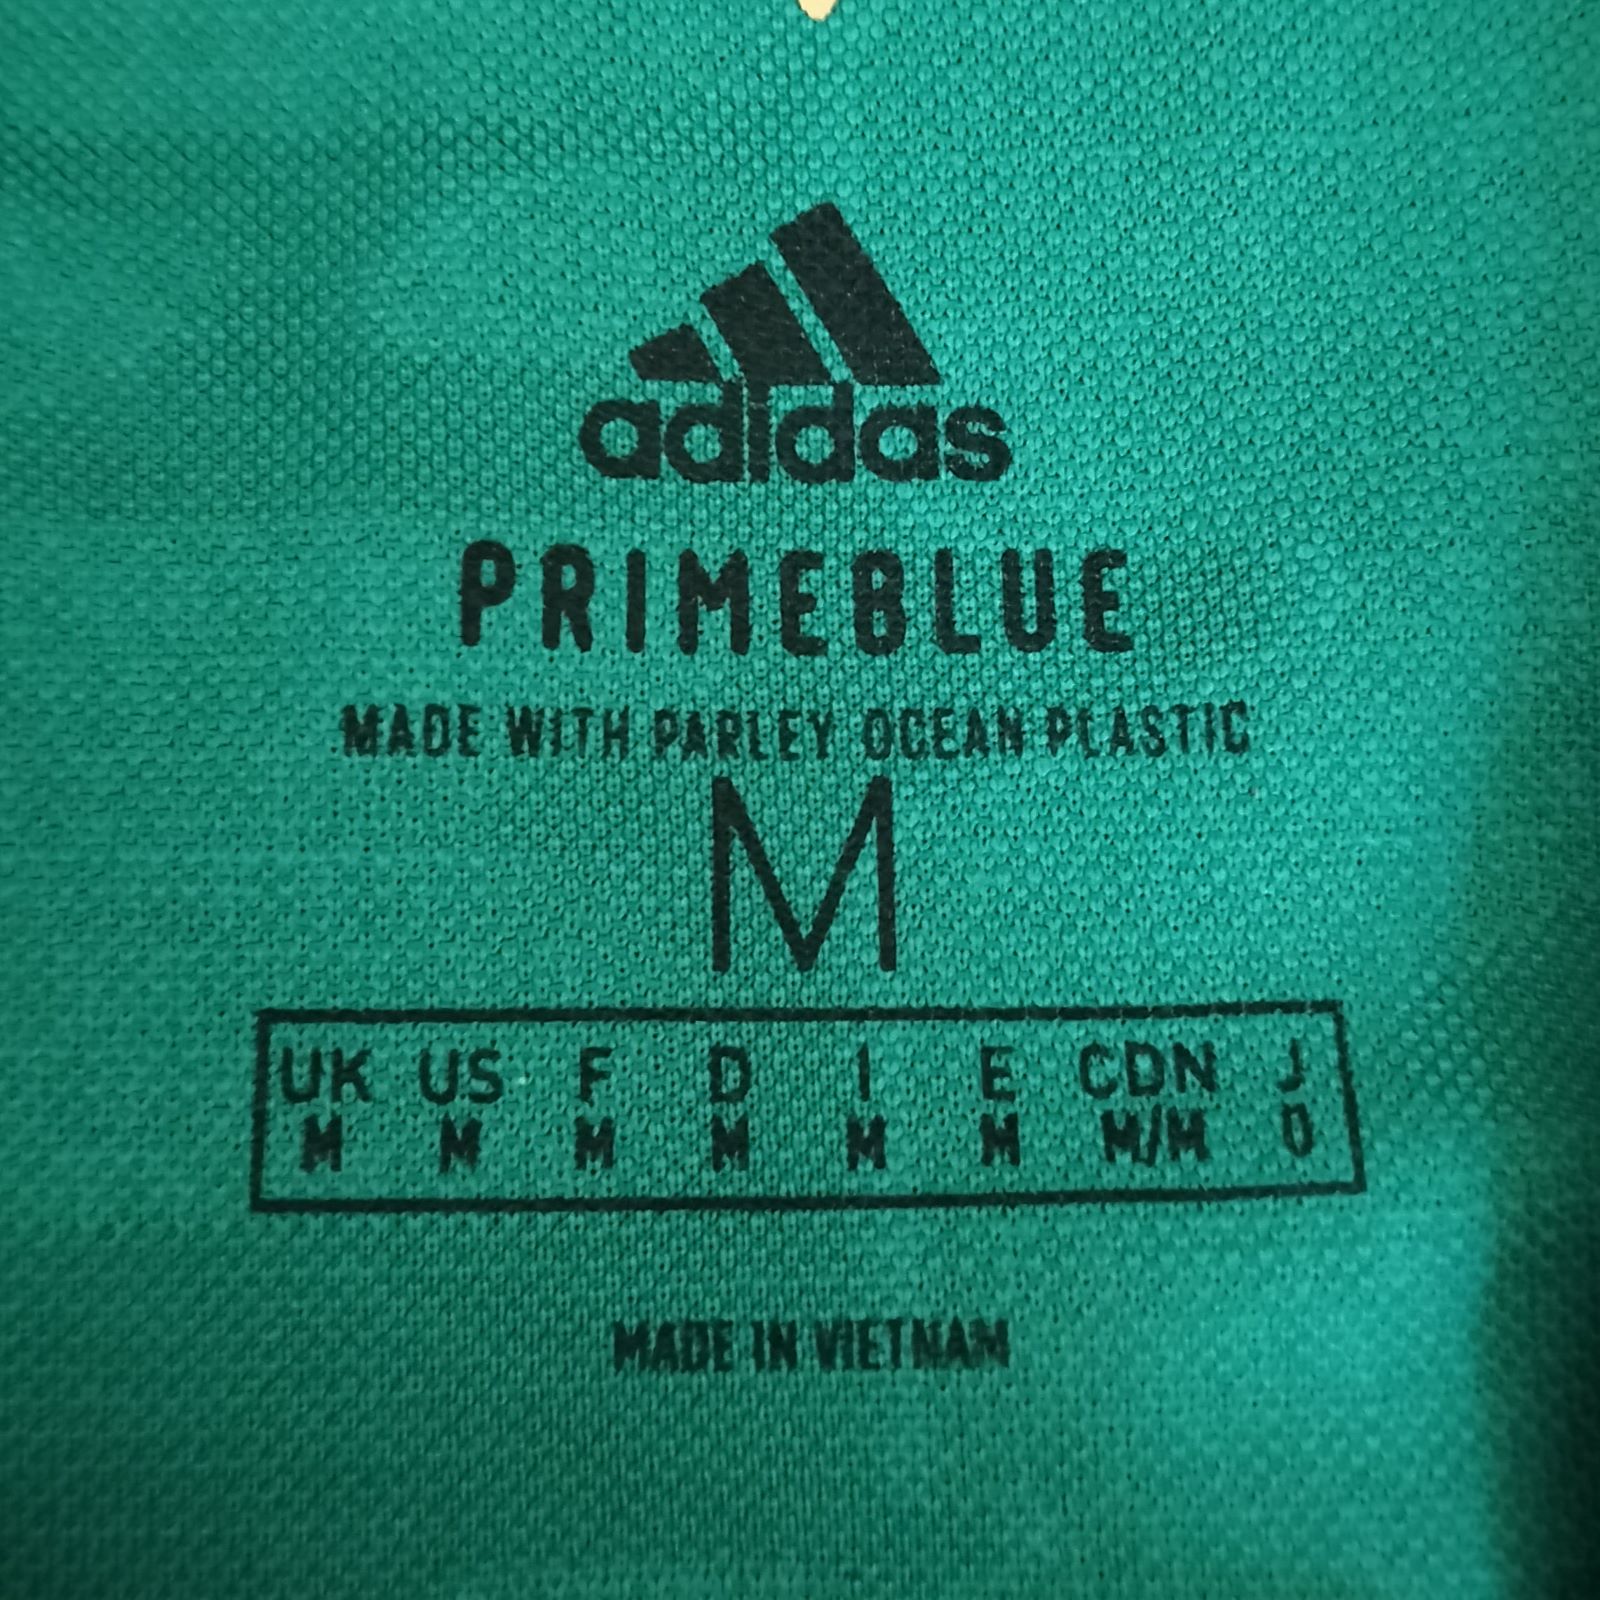 adidas
PRIMEBLUE
MADE WITH PARLEY OCEAN PLASTIC
M
UK US F D I E CDN J
M M M M M M M/M O
MADE IN VIETNAM